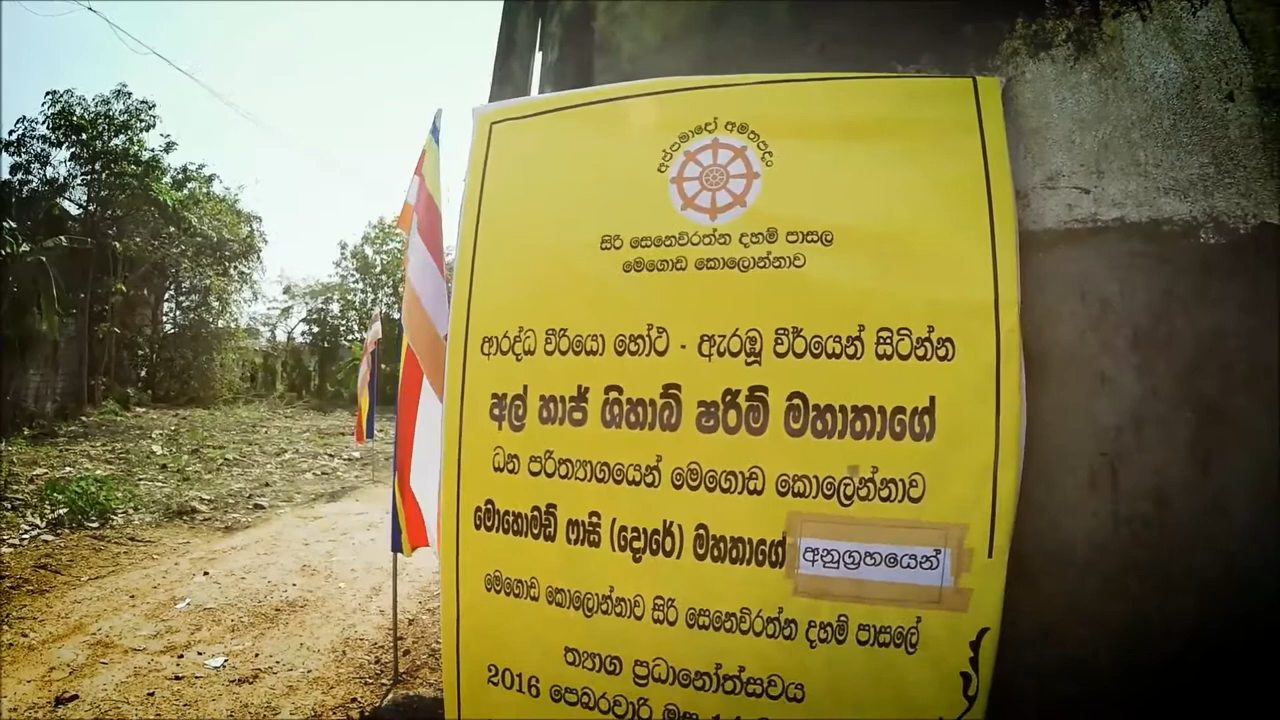 අප්පමාදෝ අමතපදං
සිරි සෙනෙවිරත්න දහම් පාසල
මෙගොඩ කොලොන්නාව
ආරද්ධ වීරියො හෝථ - ඇරඹූ වීර්යෙන් සිටින්න
අල් හාජ් ශිහාබ් ෂරීම් මහාතාගේ
ධන පරිත්‍යාගයෙන් මෙගොඩ කොලෙන්නාව
මොහොමඩ් ෆාසි (දොරේ) මහතාගේ අනුග්‍රහයෙන්
මෙගොඩ කොලොන්නාව සිරි සෙනෙවිරත්න දහම් පාසලේ
ත්‍යාග ප්‍රධානෝත්සවය
2016 පෙබරවාරි